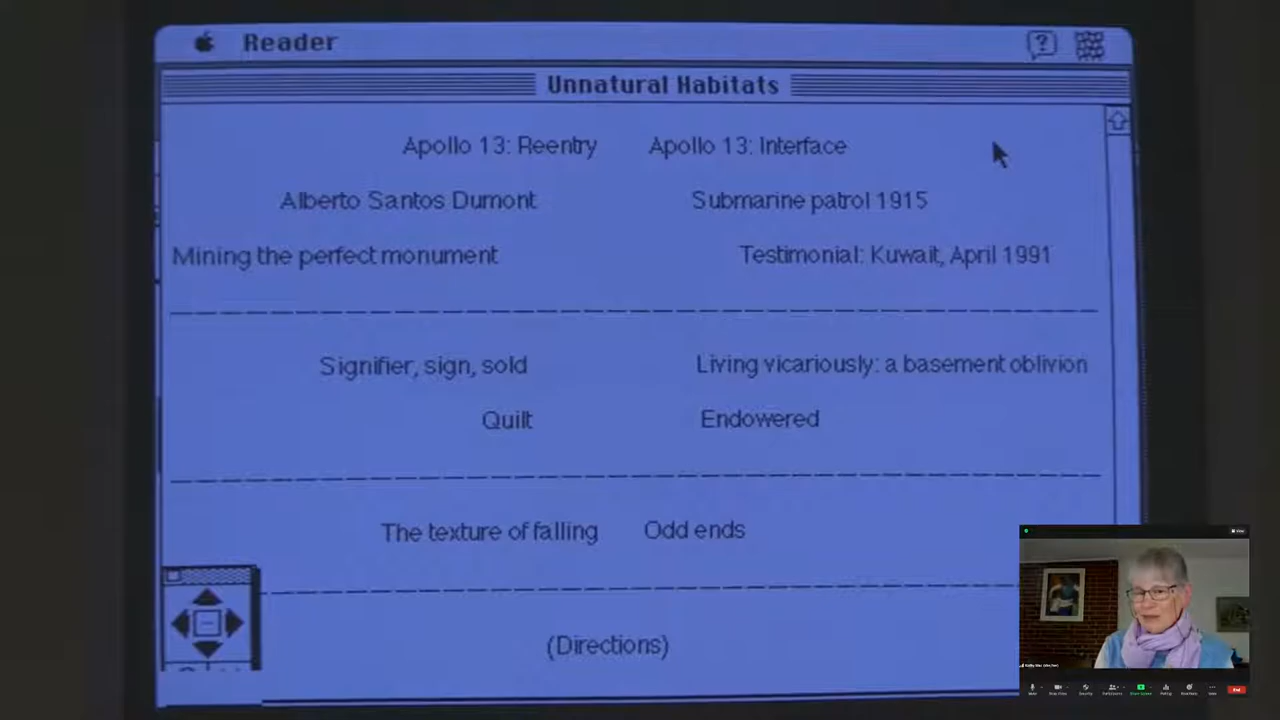 Reader
Unnatural Habitats
Apollo 13: Reentry Apollo 13: Interface
Alberto Santos Dumont Submarine patrol 1915
Mining the perfect monument Testimonial: Kuwait, April 1991
Signifier, sign, sold Living vicariously: a basement oblivion
Quilt Endowered
The texture of falling Odd ends
(Directions)
View
End